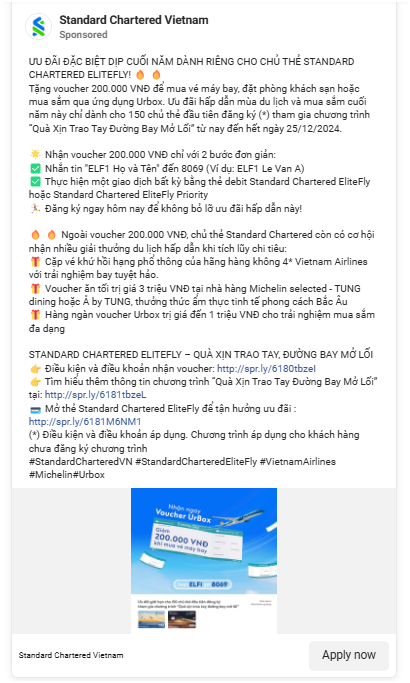 Standard Chartered Vietnam
Sponsored
ƯU ĐÃI ĐẶC BIỆT DỊP CUỐI NĂM DÀNH RIÊNG CHO CHỦ THẺ STANDARD
CHARTERED ELITEFLY! 🔥 🔥
Tặng voucher 200.000 VNĐ để mua vé máy bay, đặt phòng khách sạn hoặc
mua sắm qua ứng dụng Urbox. Ưu đãi hấp dẫn mùa du lịch và mua sắm cuối
năm này chỉ dành cho 150 chủ thẻ đầu tiên đăng ký (*) tham gia chương trình
"Quà Xịn Trao Tay Đường Bay Mở Lối" từ nay đến hết ngày 25/12/2024.
🌟 Nhận voucher 200.000 VNĐ chỉ với 2 bước đơn giản:
✅ Nhắn tin "ELF1 Họ và Tên" đến 8069 (Ví dụ: ELF1 Le Van A)
✅ Thực hiện một giao dịch bất kỳ bằng thẻ debit Standard Chartered EliteFly
hoặc Standard Chartered EliteFly Priority
🏃 Đăng ký ngay hôm nay để không bỏ lỡ ưu đãi hấp dẫn này!
🔥 🔥 Ngoài voucher 200.000 VNĐ, chủ thẻ Standard Chartered còn có cơ hội
nhận nhiều giải thưởng du lịch hấp dẫn khi tích lũy chi tiêu:
🎁 Cặp vé khứ hồi hạng phổ thông của hãng hàng không 4* Vietnam Airlines
với trải nghiệm bay tuyệt hảo.
🎁 Voucher ăn tối trị giá 3 triệu VNĐ tại nhà hàng Michelin selected - TUNG
dining hoặc Å by TUNG, thưởng thức ẩm thực tinh tế phong cách Bắc Âu
🎁 Hàng ngàn voucher Urbox trị giá đến 1 triệu VNĐ cho trải nghiệm mua sắm
đa dạng
STANDARD CHARTERED ELITEFLY – QUÀ XỊN TRAO TAY, ĐƯỜNG BAY MỞ LỐI
👉 Điều kiện và điều khoản nhận voucher: http://spr.ly/6180tbzeI
👉 Tìm hiểu thêm thông tin chương trình "Quà Xịn Trao Tay Đường Bay Mở Lối"
tại: http://spr.ly/6181tbzeL
💳 Mở thẻ Standard Chartered EliteFly để tận hưởng ưu đãi :
http://spr.ly/6181M6NM1
(*) Điều kiện và điều khoản áp dụng. Chương trình áp dụng cho khách hàng
chưa đăng ký chương trình
#StandardCharteredVN #StandardCharteredEliteFly #VietnamAirlines
#Michelin#Urbox
Nhận ngay
Voucher UrBox
Giảm
200.000 VNĐ
khi mua vé máy bay
ELF1
8069
Standard Chartered Vietnam
Apply now